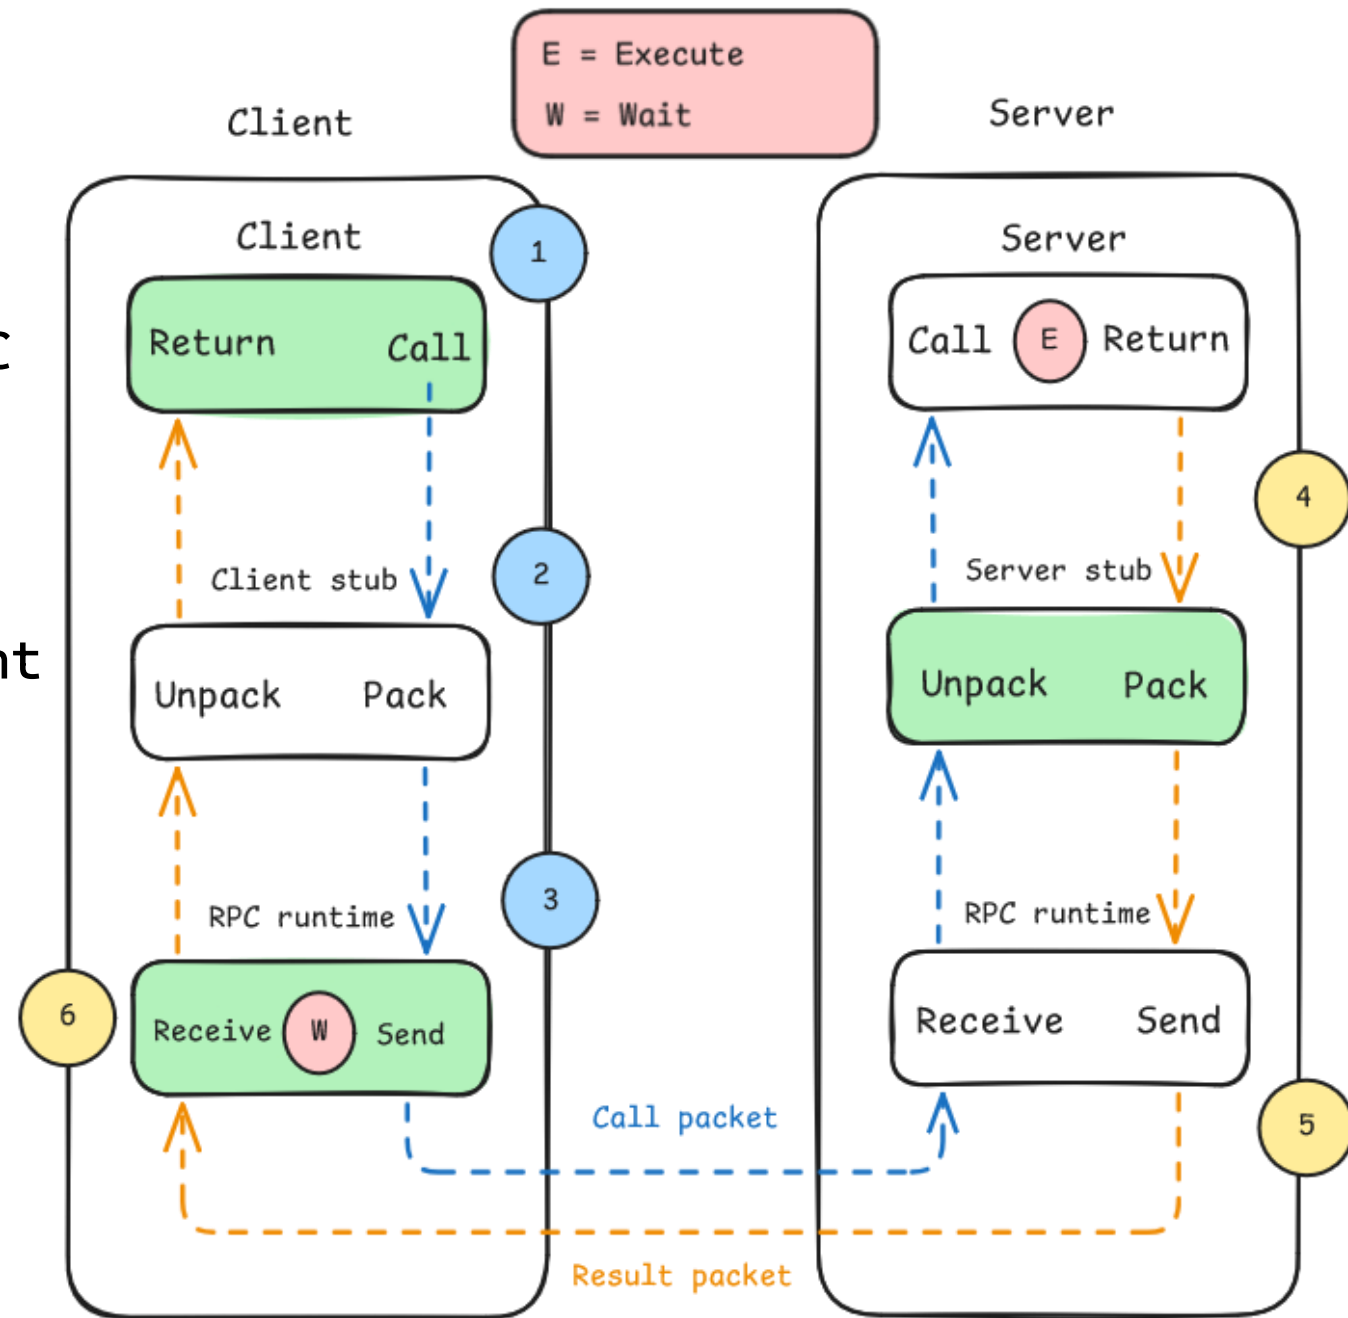 E = Execute
W = Wait
Client
Server
Client
1
Server
Return
Call
Call
E
Return
4
2
Client stub
Server stub
Unpack
Pack
Unpack
Pack
3
RPC runtime
RPC runtime
6
Receive
W
Send
Receive
Send
Call packet
5
Result packet